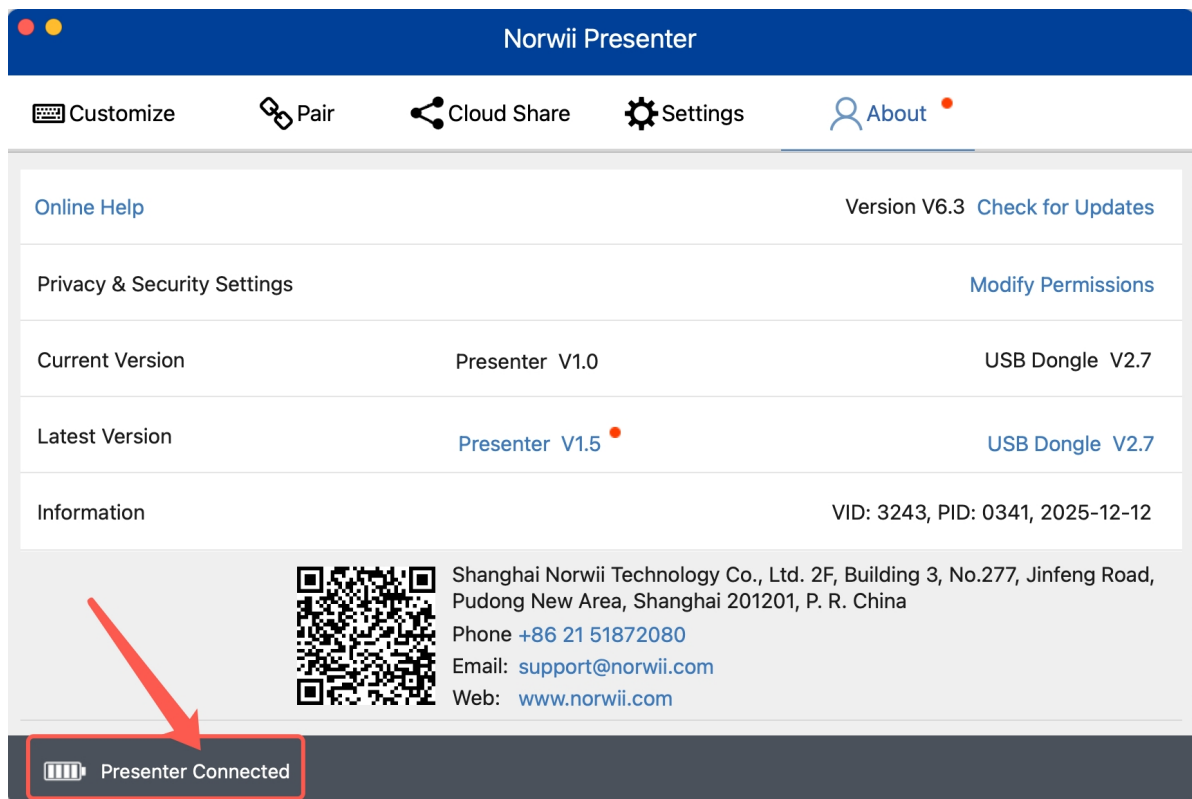 Norwii Presenter
Customize Pair Cloud Share Settings About
Online Help Version V6.3 Check for Updates
Privacy & Security Settings Modify Permissions
Current Version Presenter V1.0 USB Dongle V2.7
Latest Version Presenter V1.5 USB Dongle V2.7
Information VID: 3243, PID: 0341, 2025-12-12
Shanghai Norwii Technology Co., Ltd. 2F, Building 3, No.277, Jinfeng Road,
Pudong New Area, Shanghai 201201, P. R. China
Phone +86 21 51872080
Email: support@norwii.com
Web: www.norwii.com
Presenter Connected